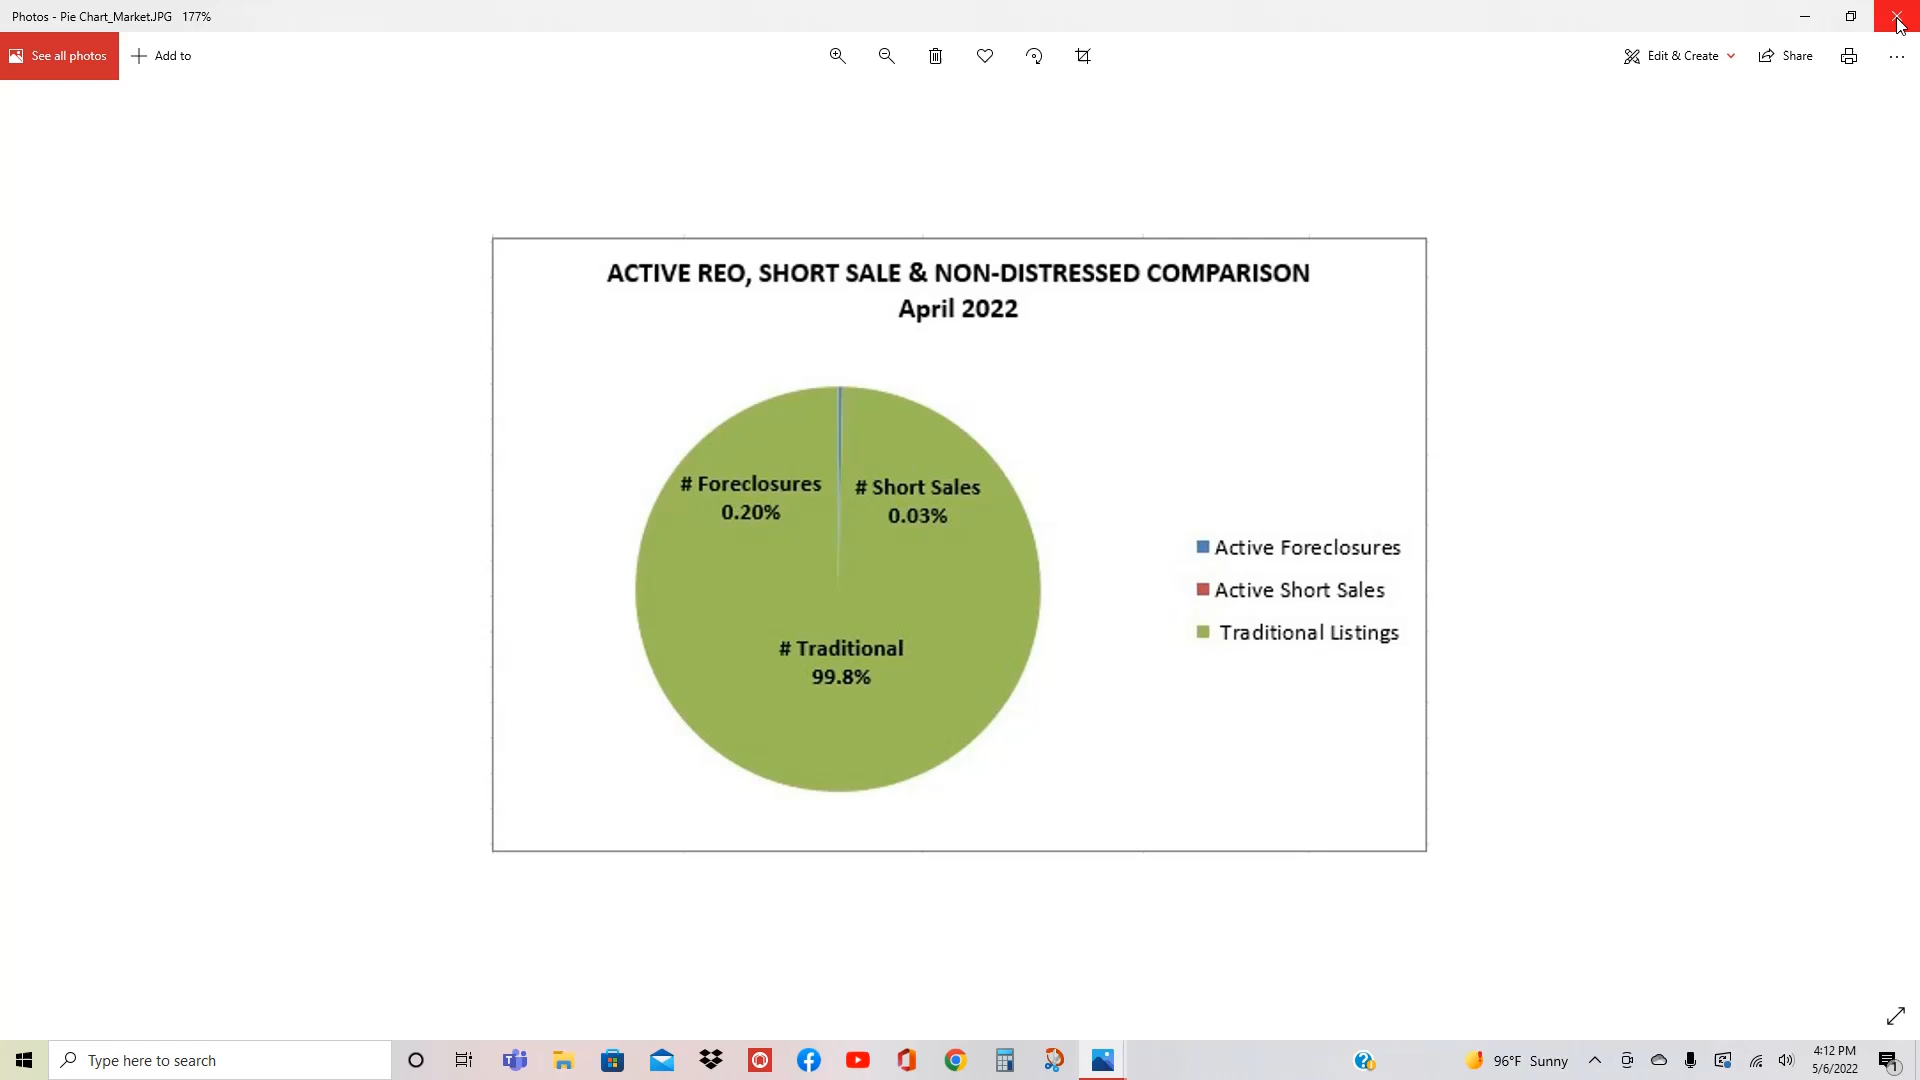 Photos - Pie Chart_Market.JPG 177%
See all photos
Add to
Edit & Create
Share
ACTIVE REO, SHORT SALE & NON-DISTRESSED COMPARISON
April 2022
# Foreclosures
0.20%
# Short Sales
0.03%
# Traditional
99.8%
Active Foreclosures
Active Short Sales
Traditional Listings
Type here to search
96°F Sunny
4:12 PM
5/6/2022
1